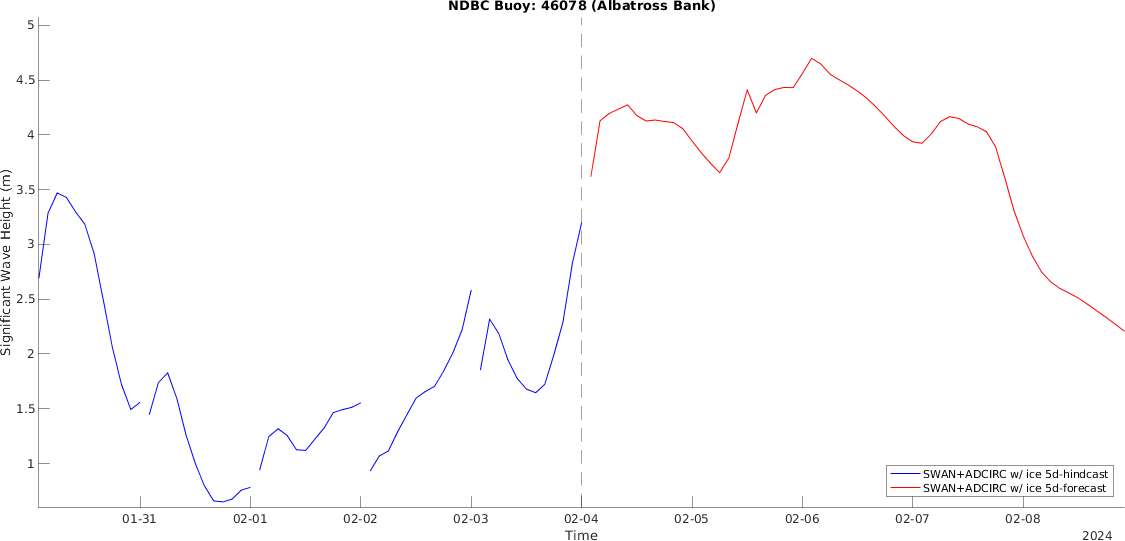 NDBC Buoy: 46078 (Albatross Bank)
5
4.5
4
3.5
3
2.5
2
1.5
1
Significant Wave Height (m)
SWAN+ADCIRC w/ ice 5d-hindcast
SWAN+ADCIRC w/ ice 5d-forecast
01-31 02-01 02-02 02-03 02-04 02-05 02-06 02-07 02-08
Time
2024